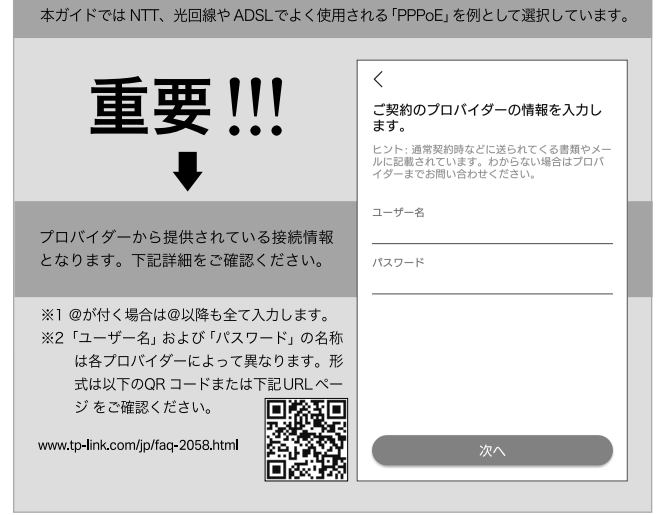 本ガイドでは NTT、光回線や ADSLでよく使用される「PPPoE」を例として選択しています。
重要!!!
プロバイダーから提供されている接続情報
となります。下記詳細をご確認ください。
※1 @が付く場合は@以降も全て入力します。
※2「ユーザー名」および「パスワード」の名称
は各プロバイダーによって異なります。形
式は以下のQR コードまたは下記URLペー
ジ をご確認ください。
www.tp-link.com/jp/faq-2058.html
ご契約のプロバイダーの情報を入力し
ます。
ヒント: 通常契約時などに送られてくる書類やメー
ルに記載されています。わからない場合はプロバ
イダーまでお問い合わせください。
ユーザー名
パスワード
次へ